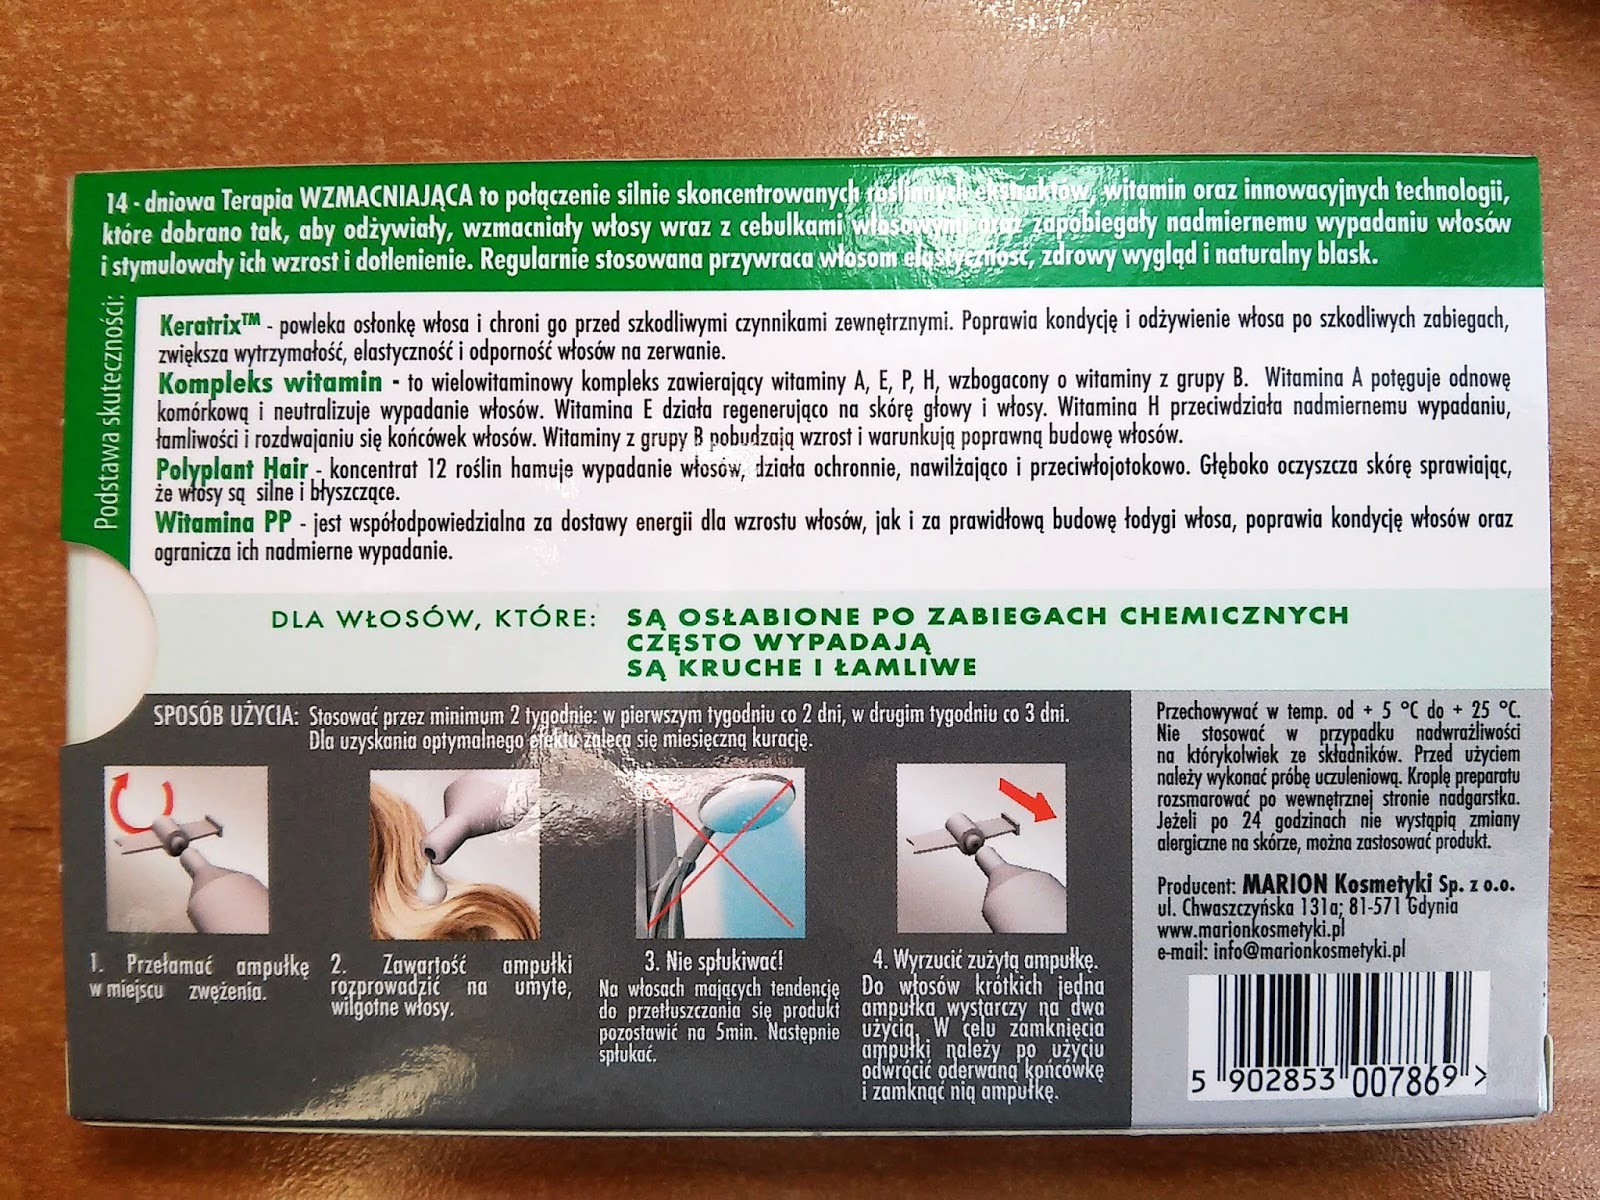 14 - dniowa Terapia WZMACNIAJĄCA to połączenie silnie skoncentrowanych roślinnych ekstraktów, witamin oraz innowacyjnych technologii,
które dobrano tak, aby odżywiały, wzmacniały włosy wraz z cebulkami włosowymi oraz zapobiegały nadmiernemu wypadaniu włosów
i stymulowały ich wzrost i dotlenienie. Regularnie stosowana przywraca włosom elastyczność, zdrowy wygląd i naturalny blask.
Podstawa skuteczności:
Keratrix™ - powleka osłonkę włosa i chroni go przed szkodliwymi czynnikami zewnętrznymi. Poprawia kondycję i odżywienie włosa po szkodliwych zabiegach,
zwiększa wytrzymałość, elastyczność i odporność włosów na zerwanie.
Kompleks witamin - to wielowitaminowy kompleks zawierający witaminy A, E, P, H, wzbogacony o witaminy z grupy B. Witamina A potęguje odnowę
komórkową i neutralizuje wypadanie włosów. Witamina E działa regenerująco na skórę głowy i włosy. Witamina H przeciwdziała nadmiernemu wypadaniu,
łamliwości i rozdwajaniu się końcówek włosów. Witaminy z grupy B pobudzają wzrost i warunkują poprawną budowę włosów.
Polyplant Hair - koncentrat 12 roślin hamuje wypadanie włosów, działa ochronnie, nawilżająco i przeciwłojotokowo. Głęboko oczyszcza skórę sprawiając,
że włosy są silne i błyszczące.
Witamina PP - jest współodpowiedzialna za dostawy energii dla wzrostu włosów, jak i za prawidłową budowę łodygi włosa, poprawia kondycję włosów oraz
ogranicza ich nadmierne wypadanie.
DLA WŁOSÓW, KTÓRE: SĄ OSŁABIONE PO ZABIEGACH CHEMICZNYCH
CZĘSTO WYPADAJĄ
SĄ KRUCHE I ŁAMLIWE
SPOSÓB UŻYCIA: Stosować przez minimum 2 tygodnie: w pierwszym tygodniu co 2 dni, w drugim tygodniu co 3 dni.
Dla uzyskania optymalnego efektu zaleca się miesięczną kurację.
1. Przełamać ampułkę
w miejscu zwężenia.
2. Zawartość ampułki
rozprowadzić na umyte,
wilgotne włosy.
3. Nie spłukiwać!
Na włosach mających tendencję
do przetłuszczania się produkt
pozostawić na 5min. Następnie
spłukać.
4. Wyrzucić zużytą ampułkę.
Do włosów krótkich jedna
ampułka wystarczy na dwa
użycia. W celu zamknięcia
ampułki należy po użyciu
odwrócić oderwaną końcówkę
i zamknąć nią ampułkę.
Przechowywać w temp. od + 5 °C do + 25 °C.
Nie stosować w przypadku nadwrażliwości
na którykolwiek ze składników. Przed użyciem
należy wykonać próbę uczuleniową. Kroplę preparatu
rozsmarować po wewnętrznej stronie nadgarstka.
Jeżeli po 24 godzinach nie wystąpią zmiany
alergiczne na skórze, można zastosować produkt.
Producent: MARION Kosmetyki Sp. z o.o.
ul. Chwaszczyńska 131a; 81-571 Gdynia
www.marionkosmetyki.pl
e-mail: info@marionkosmetyki.pl
5 902853 007869 >